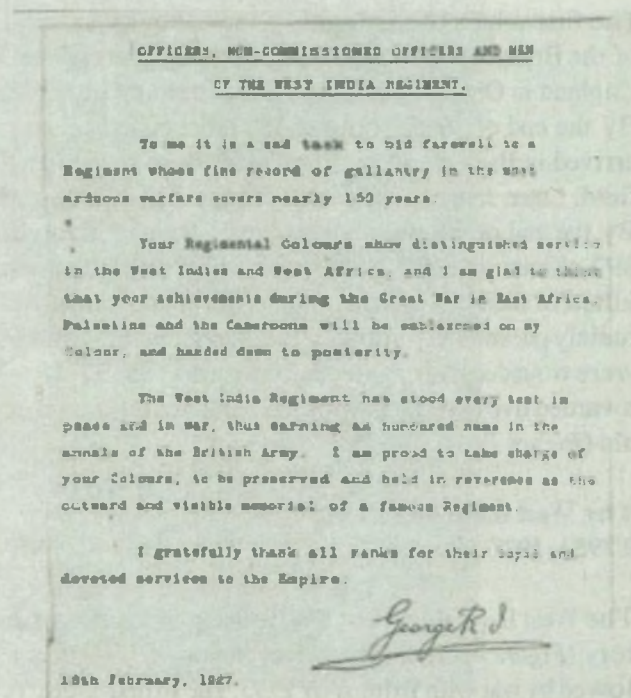 OFFICERS, NON-COMMISSIONED OFFICERS AND MEN
OF THE WEST INDIA REGIMENT.
To me it is a sad task to bid farewell to a
Regiment whose fine record of gallantry in the most
arduous warfare covers nearly 150 years.
Your Regimental Colours show distinguished service
in the West Indies and West Africa, and I am glad to think
that your achievements during the Great War in East Africa,
Palestine and the Cameroons will be emblazoned on my
Colour, and handed down to posterity.
The West India Regiment has stood every test in
peace and in war, thus earning an honoured name in the
annals of the British Army. I am proud to take charge of
your Colours, to be preserved and held in reverence as the
outward and visible memorial of a famous Regiment.
I gratefully thank all ranks for their loyal and
devoted services to the Empire.
George R.I.
February, 1927.